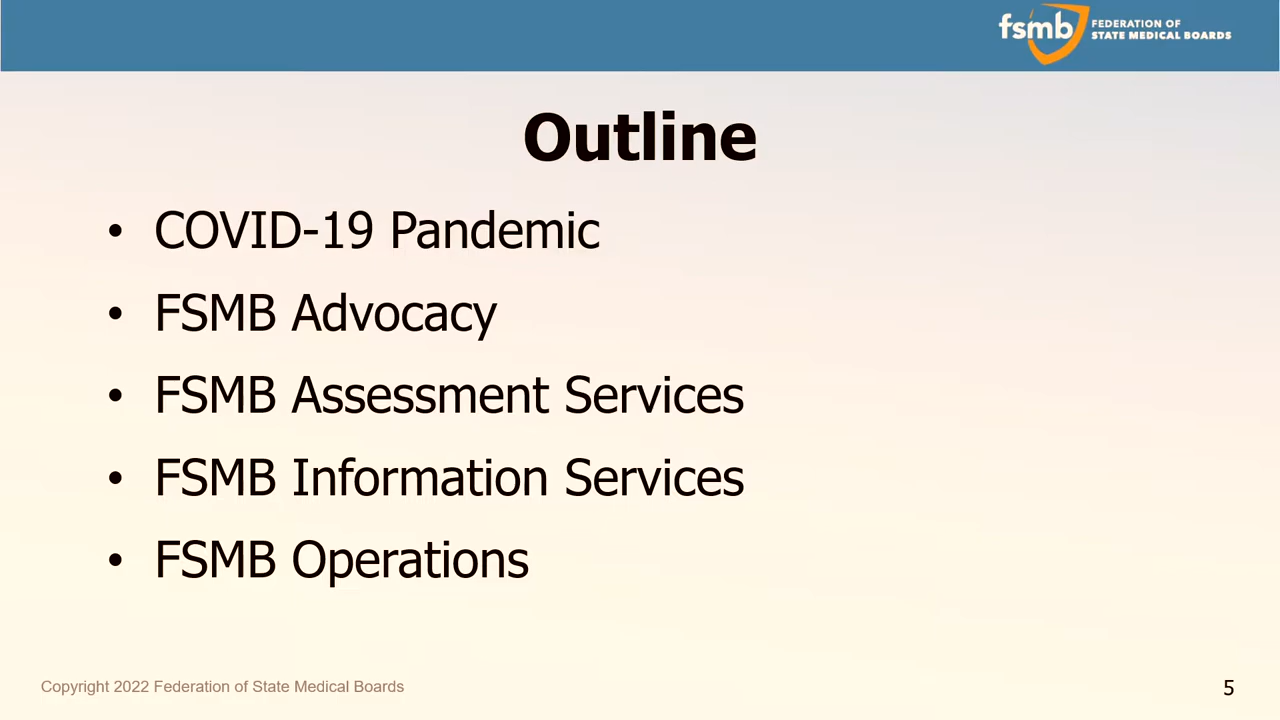 fsmb
FEDERATION OF
STATE MEDICAL BOARDS
Outline
• COVID-19 Pandemic
• FSMB Advocacy
• FSMB Assessment Services
• FSMB Information Services
• FSMB Operations
Copyright 2022 Federation of State Medical Boards
5